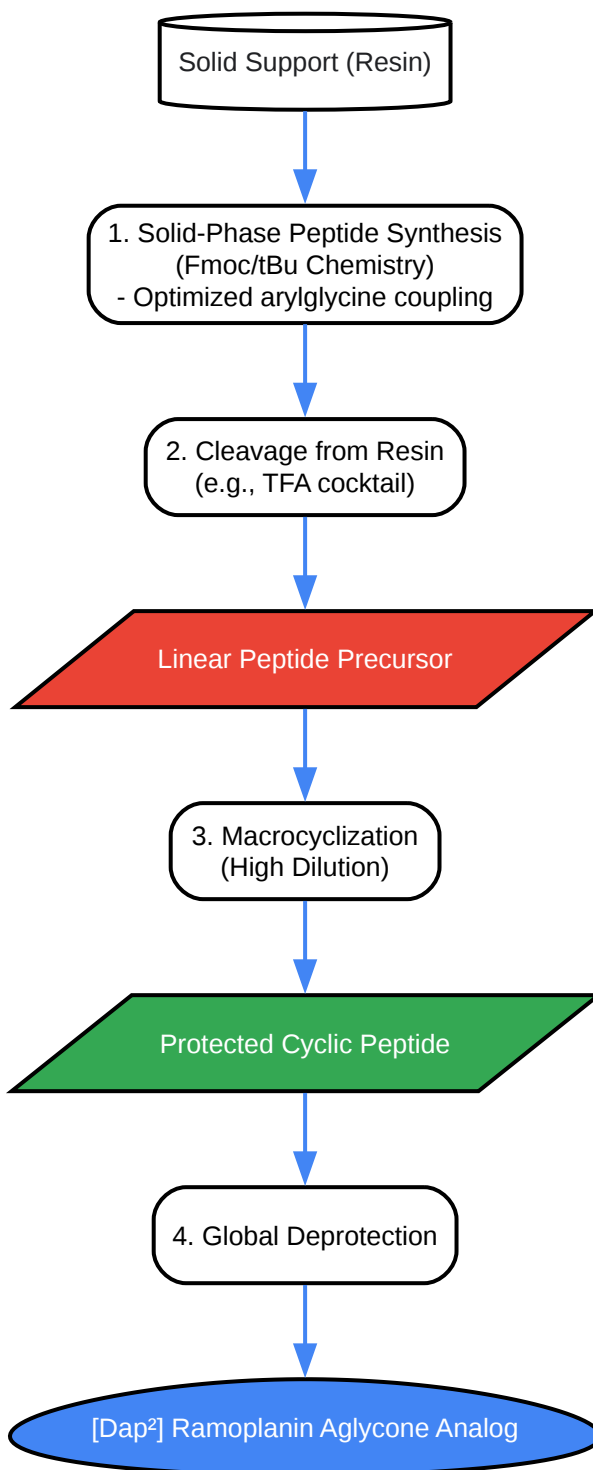 Solid Support (Resin)
1. Solid-Phase Peptide Synthesis
(Fmoc/tBu Chemistry)
- Optimized arylglycine coupling
2. Cleavage from Resin
(e.g., TFA cocktail)
Linear Peptide Precursor
3. Macrocyclization
(High Dilution)
Protected Cyclic Peptide
4. Global Deprotection
[Dap²] Ramoplanin Aglycone Analog